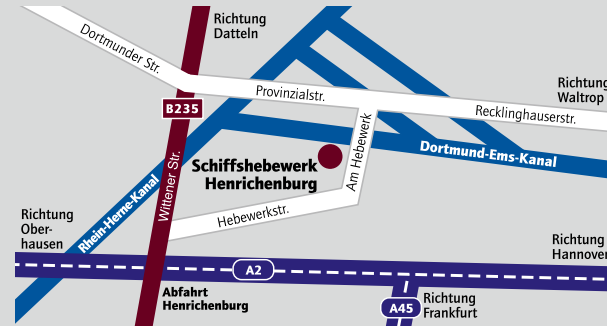 Richtung
Datteln
Dortmunder Str.
Provinzialstr.
Richtung
Waltrop
Recklinghauserstr.
B235
Am Hebewerk
Dortmund-Ems-Kanal
Schiffshebewerk
Henrichenburg
Wittener Str.
Rhein-Herne-Kanal
Hebewerkstr.
Richtung
Ober-
hausen
Richtung
Hannover
A2
Abfahrt
Henrichenburg
A45
Richtung
Frankfurt